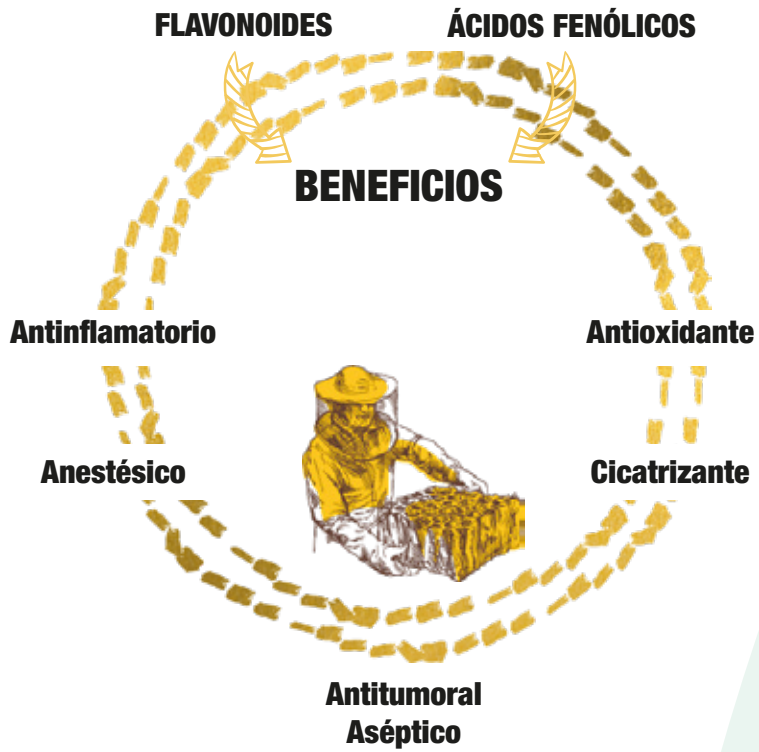 FLAVONOIDES
ÁCIDOS FENÓLICOS
BENEFICIOS
Antinflamatorio
Antioxidante
Anestésico
Cicatrizante
Antitumoral
Aséptico